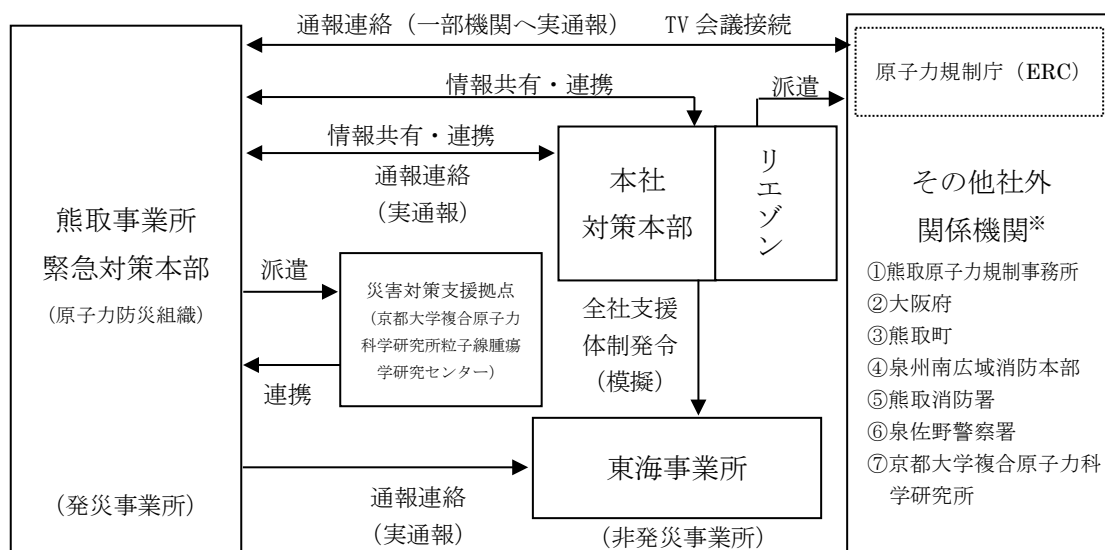 通報連絡（一部機関へ実通報）　TV 会議接続
原子力規制庁（ERC）
情報共有・連携
派遣
情報共有・連携
通報連絡
（実通報）
本社
対策本部
リエゾン
その他社外
関係機関※
熊取事業所
緊急対策本部
（原子力防災組織）
派遣
災害対策支援拠点
（京都大学複合原子力
科学研究所粒子線腫瘍
学研究センター）
連携
全社支援
体制発令
（模擬）
①熊取原子力規制事務所
②大阪府
③熊取町
④泉州南広域消防本部
⑤熊取消防署
⑥泉佐野警察署
⑦京都大学複合原子力科
学研究所
東海事業所
（発災事業所）
通報連絡
（実通報）
（非発災事業所）